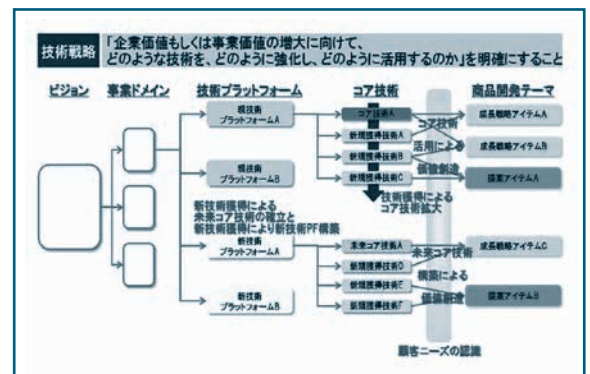 技術戦略
「企業価値もしくは事業価値の増大に向けて、
どのような技術を、どのように強化し、どのように活用するのか」を明確にすること
ビジョン 事業ドメイン 技術プラットフォーム コア技術 商品開発テーマ
現技術
プラットフォームA
コア技術A
新規獲得技術A
新規獲得技術B
新規獲得技術C
コア技術
活用による
価値創造
成長戦略アイテムA
成長戦略アイテムB
提案アイテムA
現技術
プラットフォームB
技術獲得による
コア技術拡大
新技術獲得による
未来コア技術の確立と
新技術獲得により新技術PF構築
新技術
プラットフォームA
未来コア技術A
新規獲得技術D
新規獲得技術E
新規獲得技術F
未来コア技術
構築による
価値創造
成長戦略アイテムC
提案アイテムB
新技術
プラットフォームB
顧客ニーズの認識